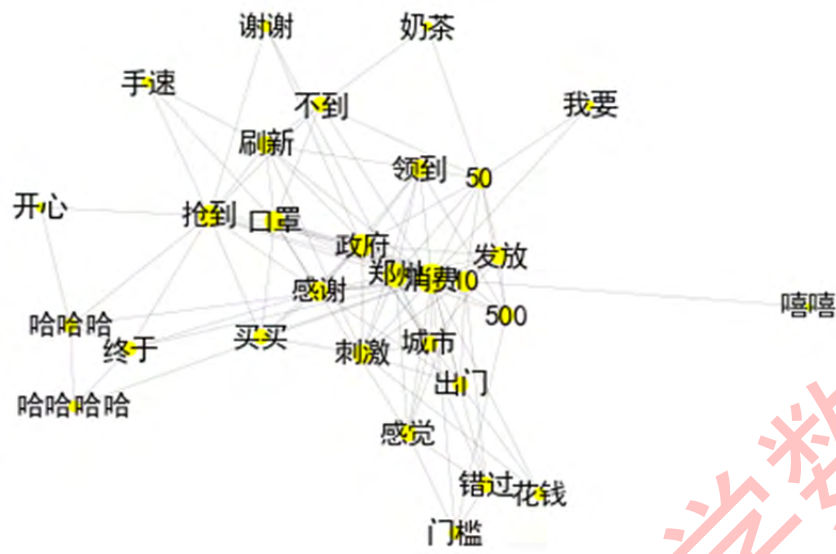 谢谢
奶茶
手速
不到
我要
刷新
领到
50
开心
抢到
口罩
政府
发放
郑州
消费
10
感谢
嘻嘻
哈哈哈
500
终于
买买
刺激
城市
出门
哈哈哈哈
感觉
错过
花钱
门槛
学数